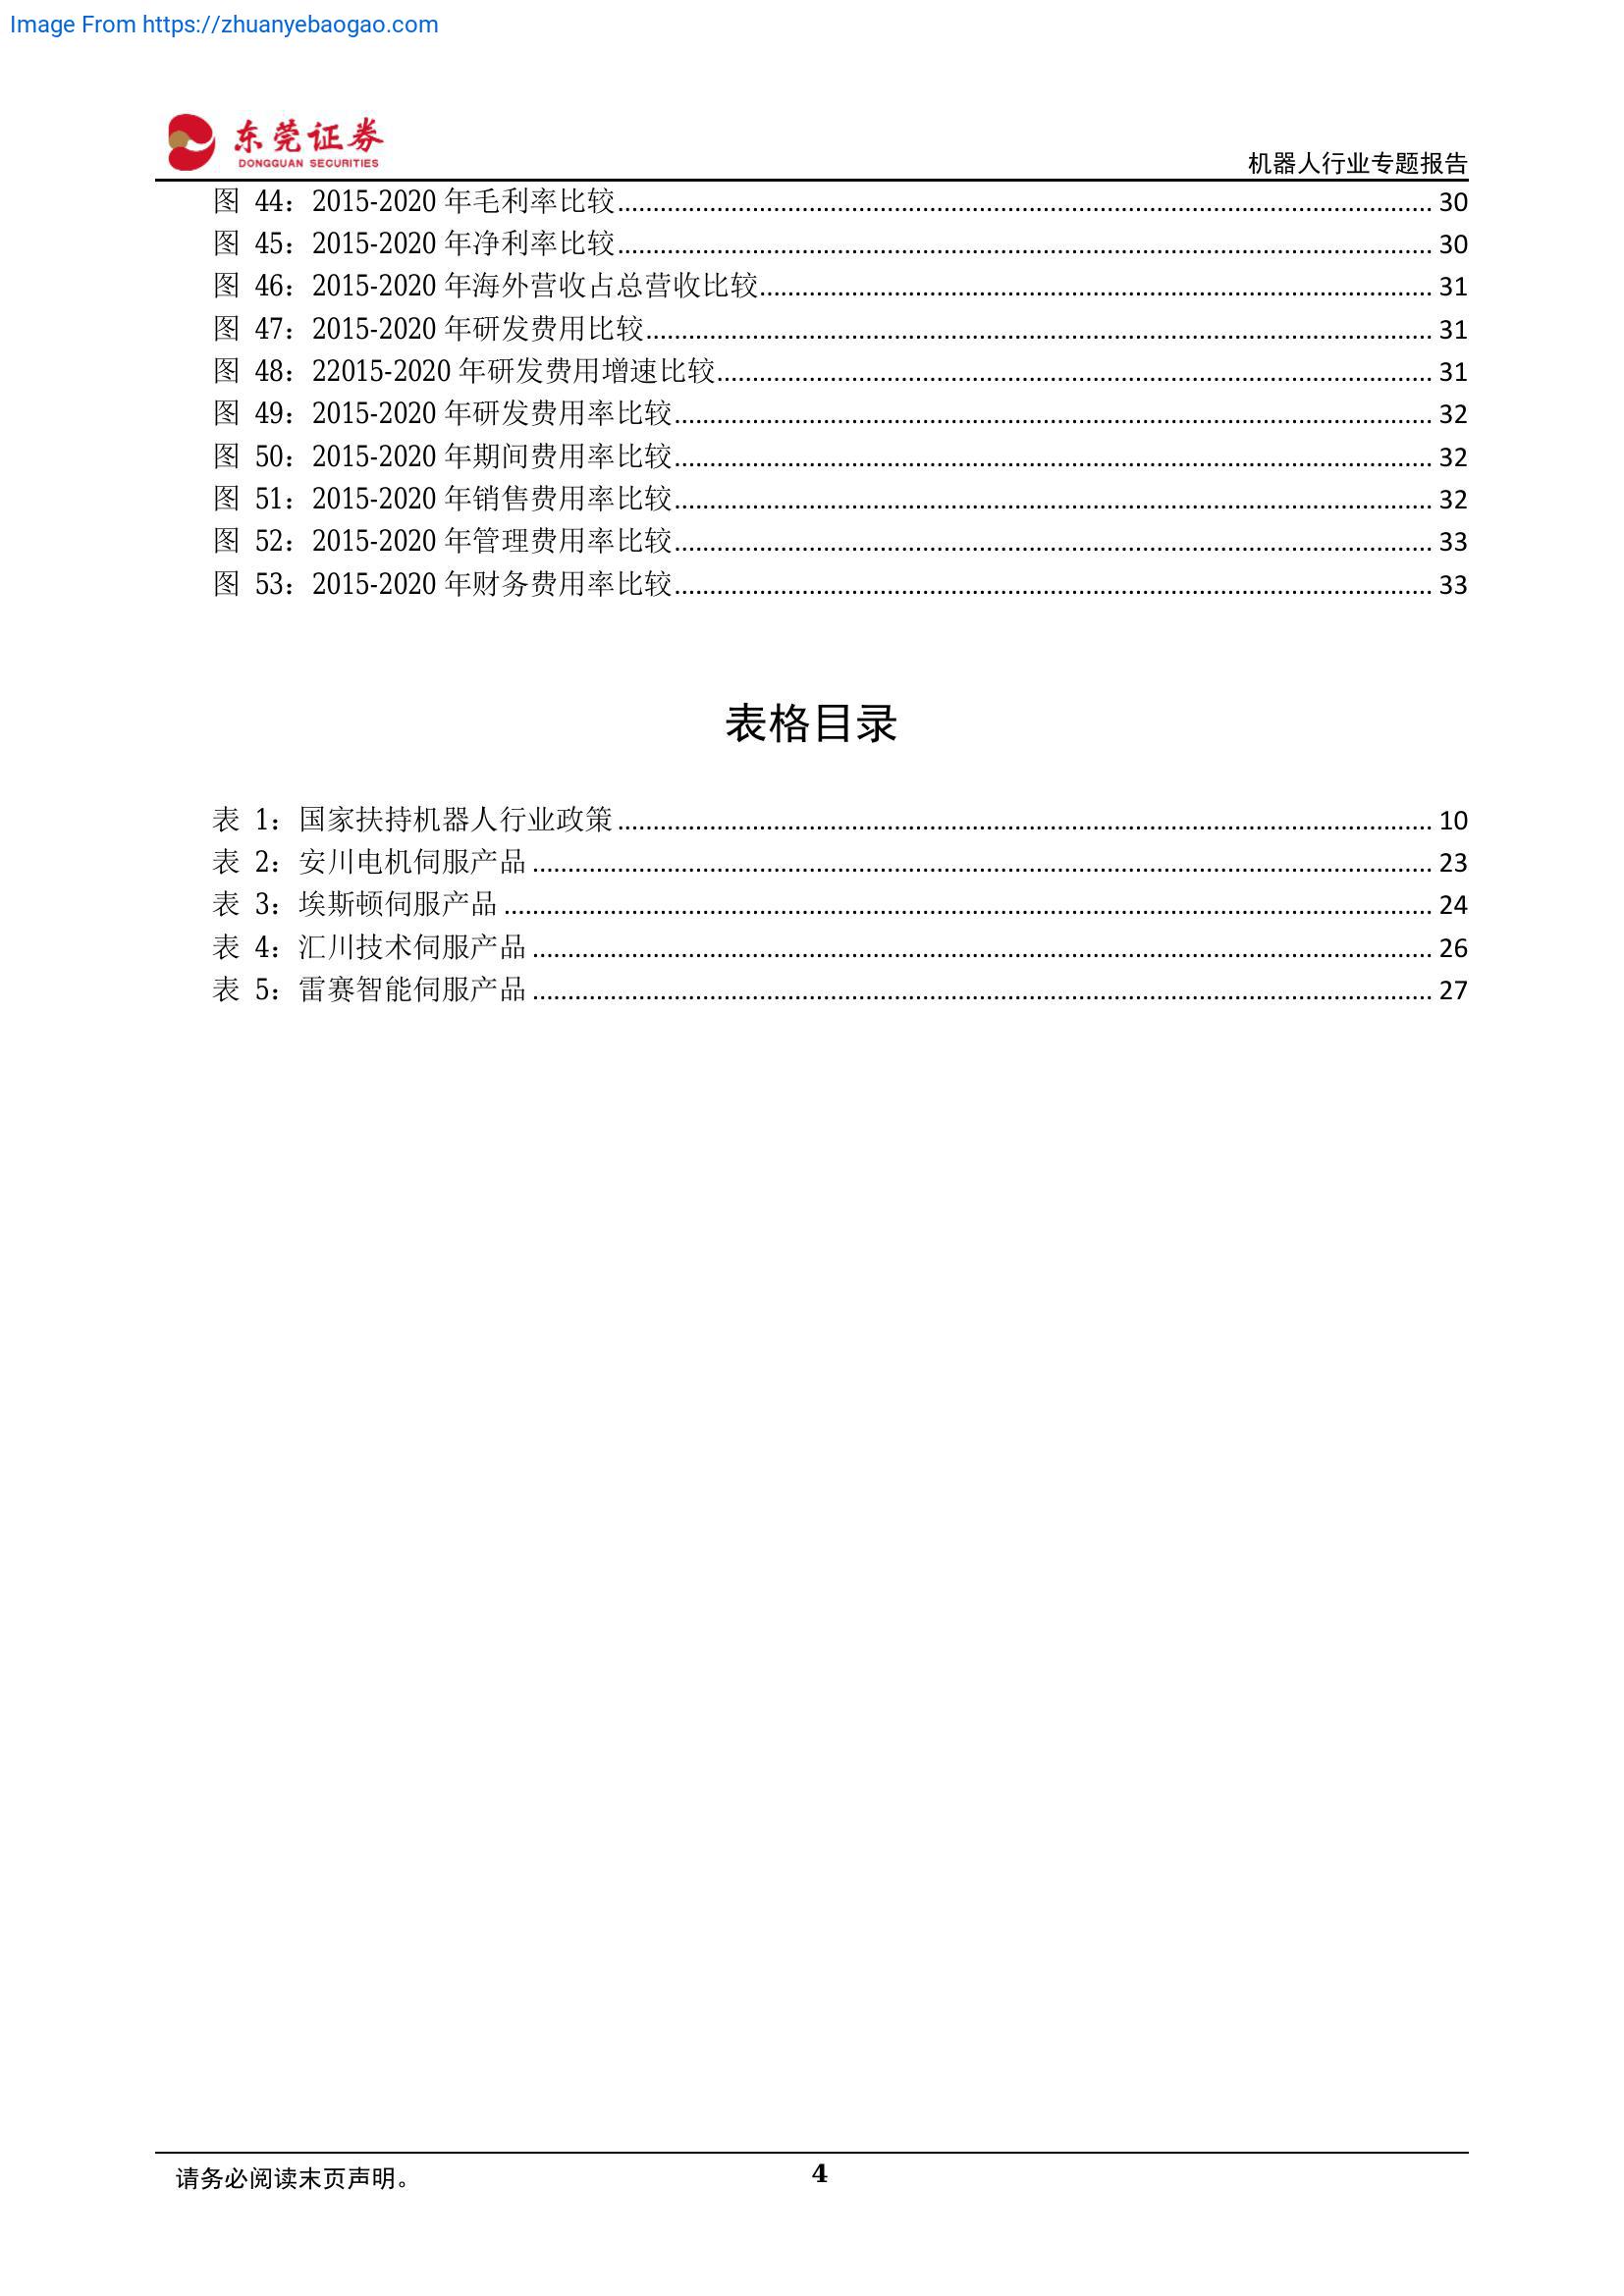 Image From https://zhuanyebaogao.com
东莞证券
DONGGUAN SECURITIES
机器人行业专题报告
图 44：2015-2020 年毛利率比较 30
图 45：2015-2020 年净利率比较 30
图 46：2015-2020 年海外营收占总营收比较 31
图 47：2015-2020 年研发费用比较 31
图 48：22015-2020 年研发费用增速比较 31
图 49：2015-2020 年研发费用率比较 32
图 50：2015-2020 年期间费用率比较 32
图 51：2015-2020 年销售费用率比较 32
图 52：2015-2020 年管理费用率比较 33
图 53：2015-2020 年财务费用率比较 33
表格目录
表 1：国家扶持机器人行业政策 10
表 2：安川电机伺服产品 23
表 3：埃斯顿伺服产品 24
表 4：汇川技术伺服产品 26
表 5：雷赛智能伺服产品 27
请务必阅读末页声明。
4